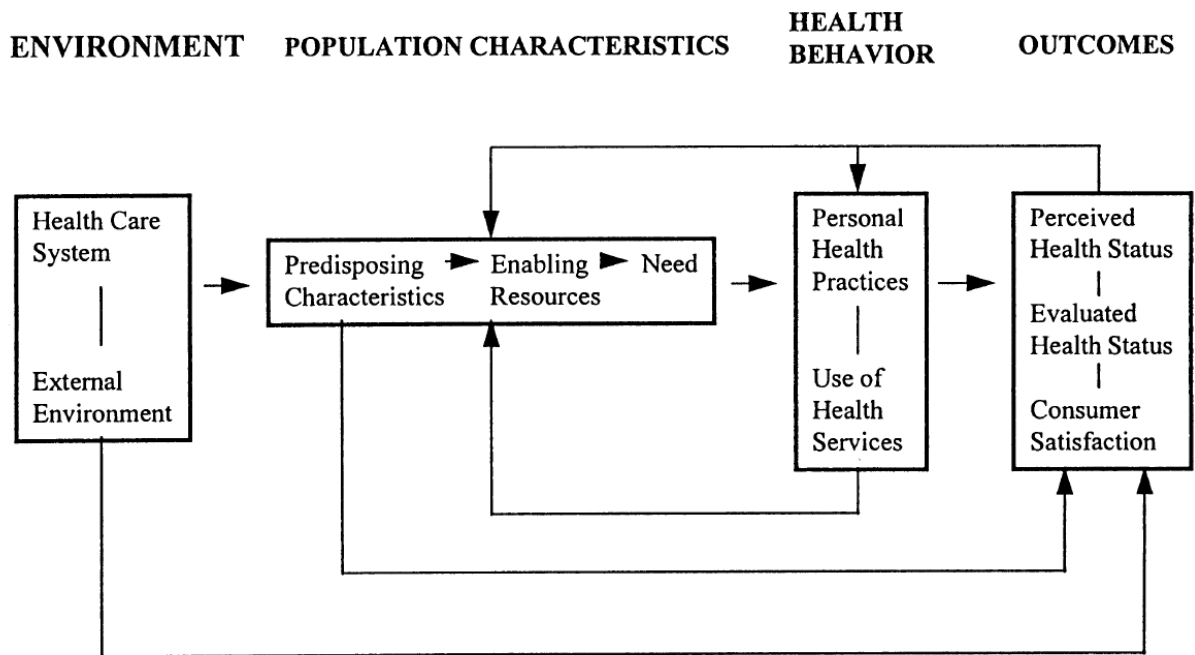 ENVIRONMENT
POPULATION CHARACTERISTICS
HEALTH
BEHAVIOR
OUTCOMES
Health Care
System
External
Environment
Predisposing
Characteristics
Enabling
Resources
Need
Personal
Health
Practices
Use of
Health
Services
Perceived
Health Status
Evaluated
Health Status
Consumer
Satisfaction